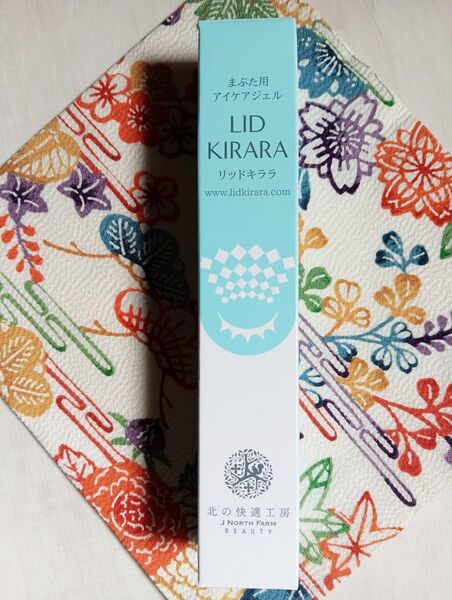 まぶた用
アイケアジェル
LID
KIRARA
リッドキララ
www.lidkirara.com
北の快適工房
J NORTH FARM
BEAUTY